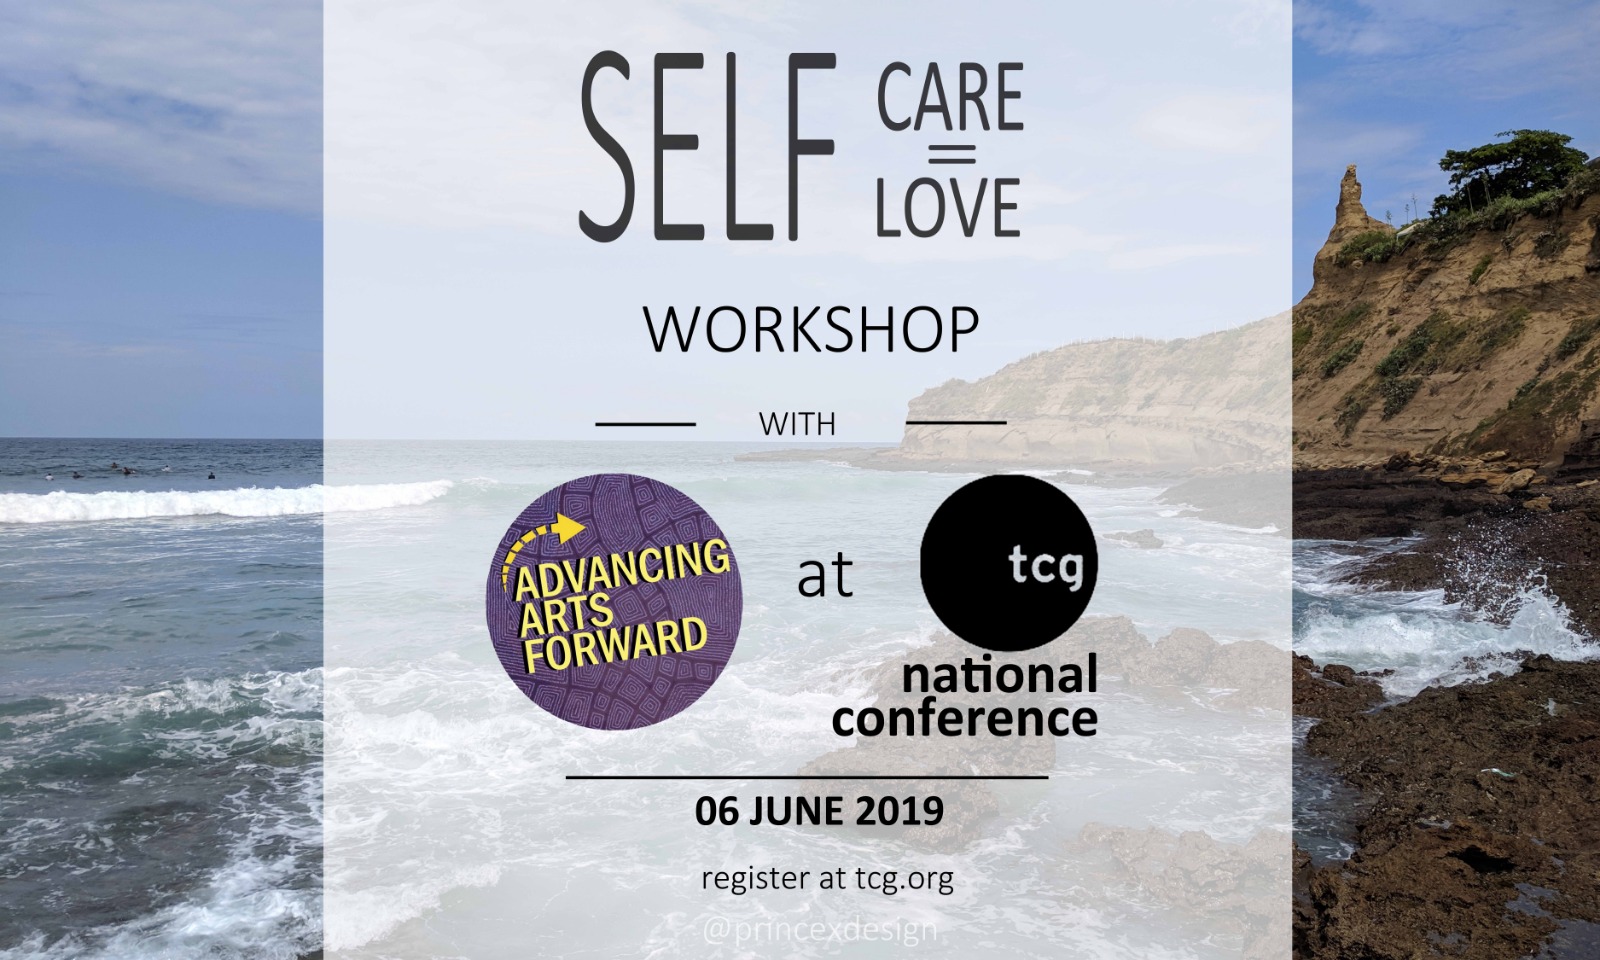 SELF CARE
=
LOVE
WORKSHOP
WITH
ADVANCING
ARTS
FORWARD
at
tcg
national
conference
06 JUNE 2019
register at tcg.org
@princexdesign